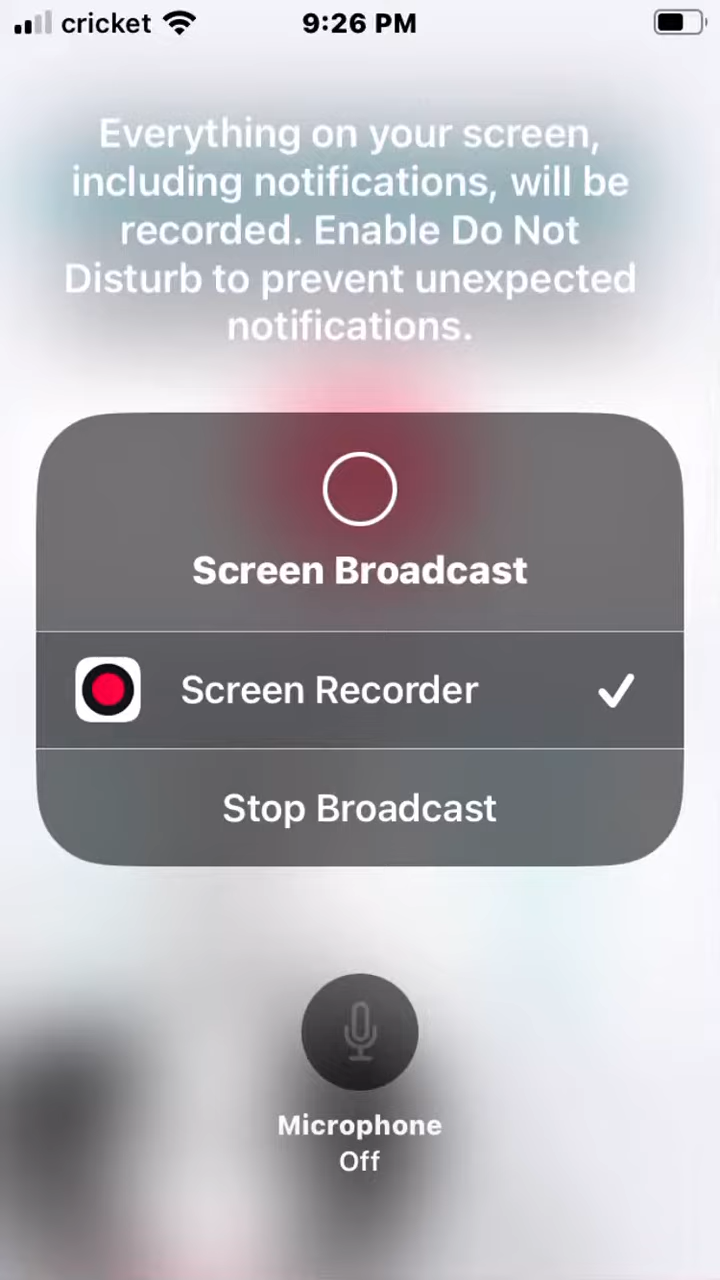 cricket 9:26 PM
Everything on your screen,
including notifications, will be
recorded. Enable Do Not
Disturb to prevent unexpected
notifications.
Screen Broadcast
Screen Recorder
Stop Broadcast
Microphone
Off